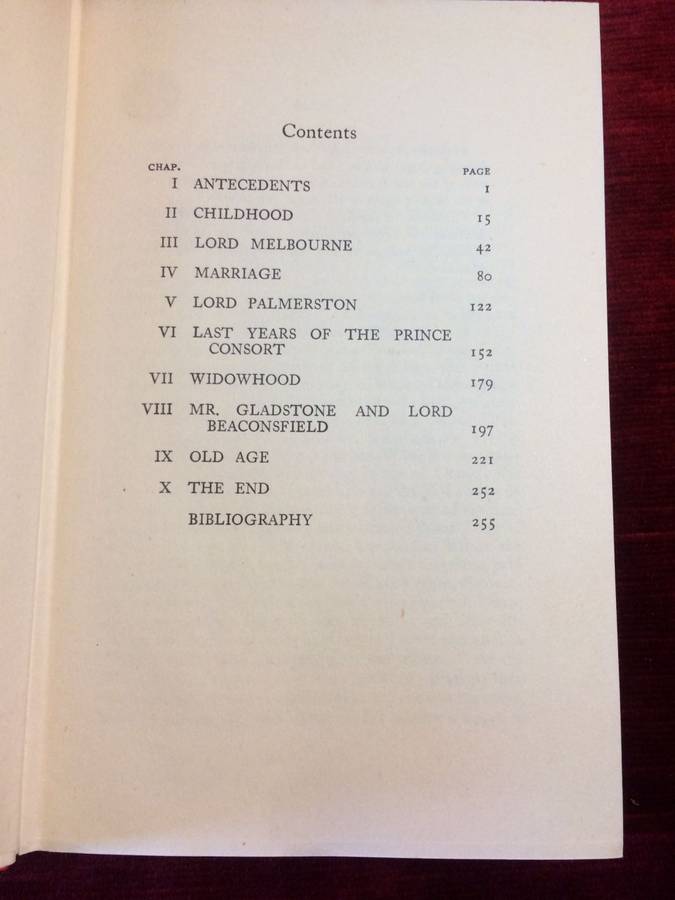 Contents
CHAP. PAGE
I ANTECEDENTS 1
II CHILDHOOD 15
III LORD MELBOURNE 42
IV MARRIAGE 80
V LORD PALMERSTON 122
VI LAST YEARS OF THE PRINCE
CONSORT 152
VII WIDOWHOOD 179
VIII MR. GLADSTONE AND LORD
BEACONSFIELD 197
IX OLD AGE 221
X THE END 252
BIBLIOGRAPHY 255